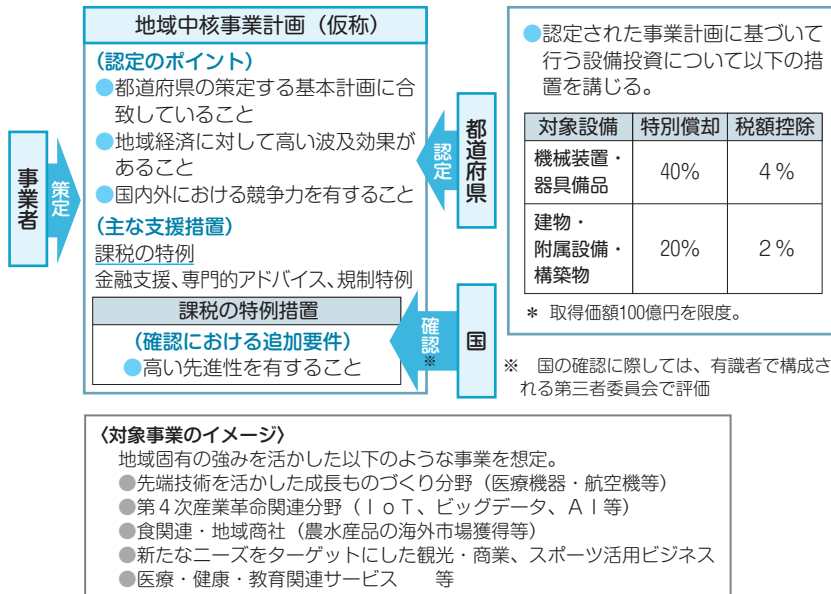 地域中核事業計画（仮称）
（認定のポイント）
●都道府県の策定する基本計画に合
致していること
●地域経済に対して高い波及効果が
あること
●国内外における競争力を有すること
（主な支援措置）
課税の特例
金融支援、専門的アドバイス、規制特例
課税の特例措置
（確認における追加要件）
●高い先進性を有すること
事業者
策定
認定
都道府県
確認※
国
●認定された事業計画に基づいて
行う設備投資について以下の措
置を講じる。
対象設備 特別償却 税額控除
機械装置・
器具備品 40% 4％
建物・
附属設備・
構築物 20% 2％
＊ 取得価額100億円を限度。
※ 国の確認に際しては、有識者で構成さ
れる第三者委員会で評価
〈対象事業のイメージ〉
地域固有の強みを活かした以下のような事業を想定。
●先端技術を活かした成長ものづくり分野（医療機器・航空機等）
●第４次産業革命関連分野（ＩｏＴ、ビッグデータ、ＡＩ等）
●食関連・地域商社（農水産品の海外市場獲得等）
●新たなニーズをターゲットにした観光・商業、スポーツ活用ビジネス
●医療・健康・教育関連サービス 等